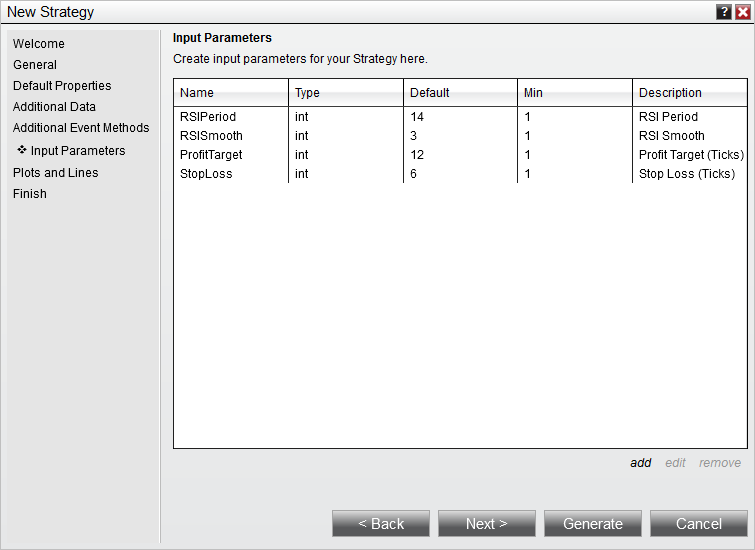 New Strategy
?
Welcome
General
Default Properties
Additional Data
Additional Event Methods
Input Parameters
Plots and Lines
Finish
Input Parameters
Create input parameters for your Strategy here.
Name Type Default Min Description
RSIPeriod int 14 1 RSI Period
RSISmooth int 3 1 RSI Smooth
ProfitTarget int 12 1 Profit Target (Ticks)
StopLoss int 6 1 Stop Loss (Ticks)
add edit remove
< Back Next > Generate Cancel